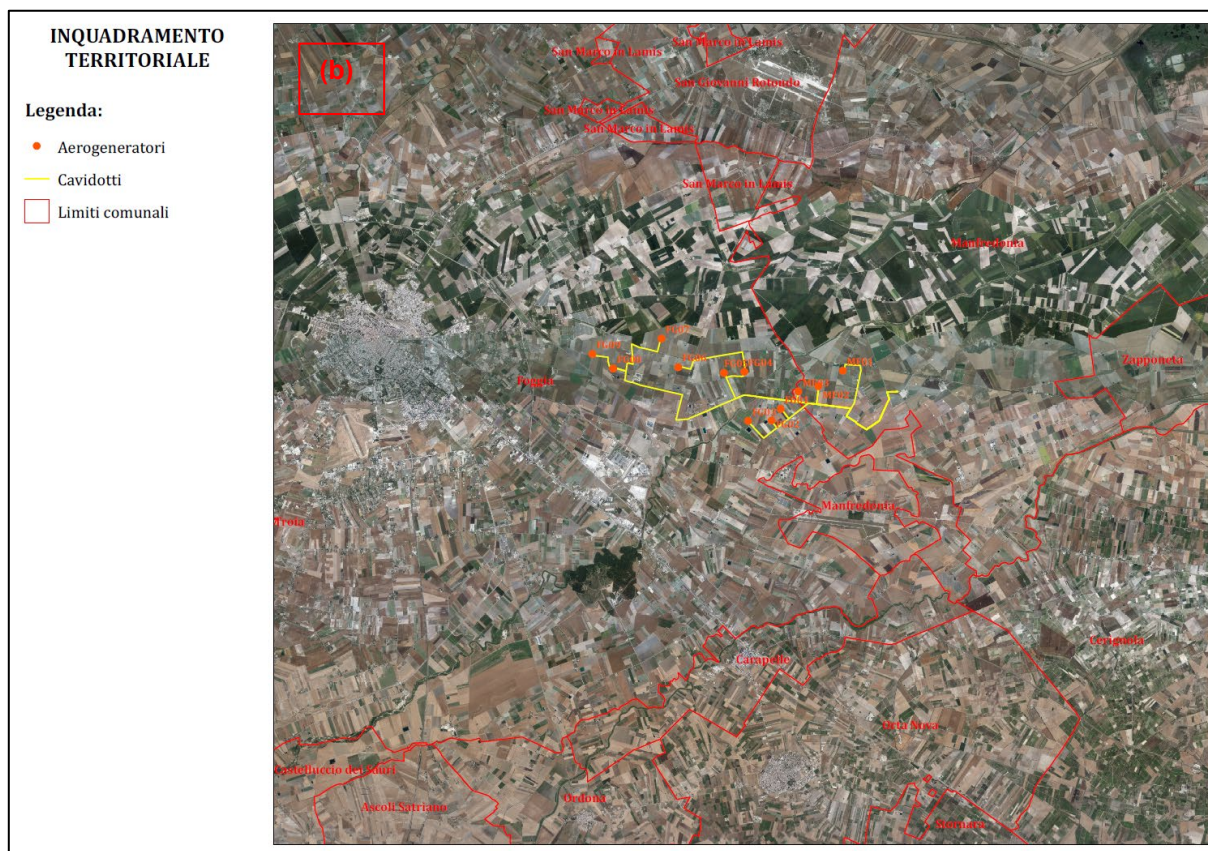 INQUADRAMENTO
TERRITORIALE
Legenda:
Aerogeneratori
Cavidotti
Limiti comunali
(b)
San Marco in Lamis
San Marco in Lamis
San Giovanni Rotondo
San Marco in Lamis
San Marco in Lamis
San Marco in Lamis
Manfredonia
Zapponeta
Foggia
Troia
Manfredonia
Cerignola
Carapelle
Orta Nova
Castelluccio dei Sauri
Ascoli Satriano
Ordona
Stornara